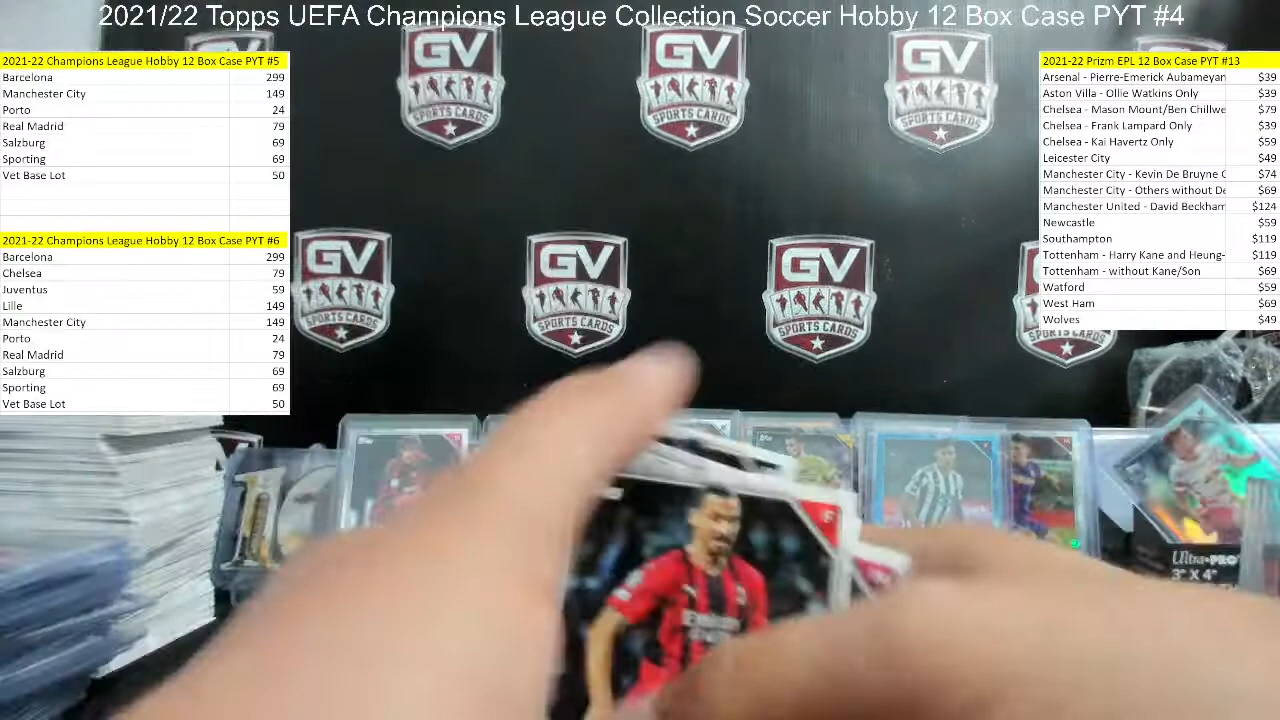 2021/22 Topps UEFA Champions League Collection Soccer Hobby 12 Box Case PYT #4
2021-22 Champions League Hobby 12 Box Case PYT #5
Barcelona 299
Manchester City 149
Porto 24
Real Madrid 79
Salzburg 69
Sporting 69
Vet Base Lot 50
2021-22 Champions League Hobby 12 Box Case PYT #6
Barcelona 299
Chelsea 79
Juventus 59
Lille 149
Manchester City 149
Porto 24
Real Madrid 79
Salzburg 69
Sporting 69
Vet Base Lot 50
2021-22 Prizm EPL 12 Box Case PYT #13
Arsenal - Pierre-Emerick Aubameyan $39
Aston Villa - Ollie Watkins Only $39
Chelsea - Mason Mount/Ben Chillwe $79
Chelsea - Frank Lampard Only $39
Chelsea - Kai Havertz Only $59
Leicester City $49
Manchester City - Kevin De Bruyne C $74
Manchester City - Others without De $69
Manchester United - David Beckham $124
Newcastle $59
Southampton $119
Tottenham - Harry Kane and Heung- $119
Tottenham - without Kane/Son $69
Watford $59
West Ham $69
Wolves $49
GV
SPORTS CARDS
GV
SPORTS CARDS
GV
SPORTS CARDS
GV
SPORTS CARDS
GV
SPORTS CARDS
GV
SPORTS CARDS
SPORTS CARDS
Ultra•PRO
3" X 4"